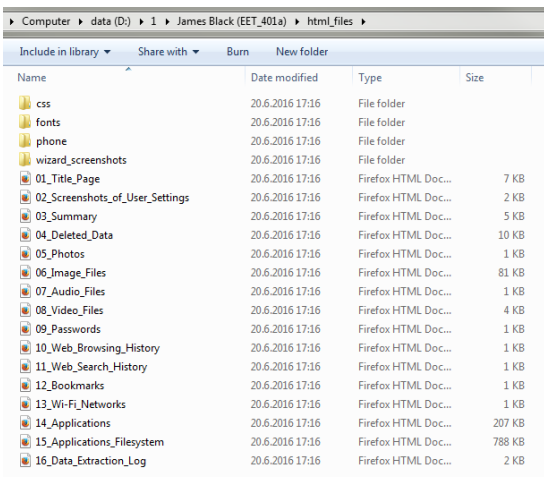 Computer ▸ data (D:) ▸ 1 ▸ James Black (EET_401a) ▸ html_files ▸
Include in library ▼ Share with ▼ Burn New folder
Name Date modified Type Size
css 20.6.2016 17:16 File folder
fonts 20.6.2016 17:16 File folder
phone 20.6.2016 17:16 File folder
wizard_screenshots 20.6.2016 17:16 File folder
01_Title_Page 20.6.2016 17:16 Firefox HTML Doc... 7 KB
02_Screenshots_of_User_Settings 20.6.2016 17:16 Firefox HTML Doc... 2 KB
03_Summary 20.6.2016 17:16 Firefox HTML Doc... 5 KB
04_Deleted_Data 20.6.2016 17:16 Firefox HTML Doc... 10 KB
05_Photos 20.6.2016 17:16 Firefox HTML Doc... 1 KB
06_Image_Files 20.6.2016 17:16 Firefox HTML Doc... 81 KB
07_Audio_Files 20.6.2016 17:16 Firefox HTML Doc... 1 KB
08_Video_Files 20.6.2016 17:16 Firefox HTML Doc... 4 KB
09_Passwords 20.6.2016 17:16 Firefox HTML Doc... 1 KB
10_Web_Browsing_History 20.6.2016 17:16 Firefox HTML Doc... 1 KB
11_Web_Search_History 20.6.2016 17:16 Firefox HTML Doc... 1 KB
12_Bookmarks 20.6.2016 17:16 Firefox HTML Doc... 1 KB
13_Wi-Fi_Networks 20.6.2016 17:16 Firefox HTML Doc... 1 KB
14_Applications 20.6.2016 17:16 Firefox HTML Doc... 207 KB
15_Applications_Filesystem 20.6.2016 17:16 Firefox HTML Doc... 788 KB
16_Data_Extraction_Log 20.6.2016 17:16 Firefox HTML Doc... 2 KB